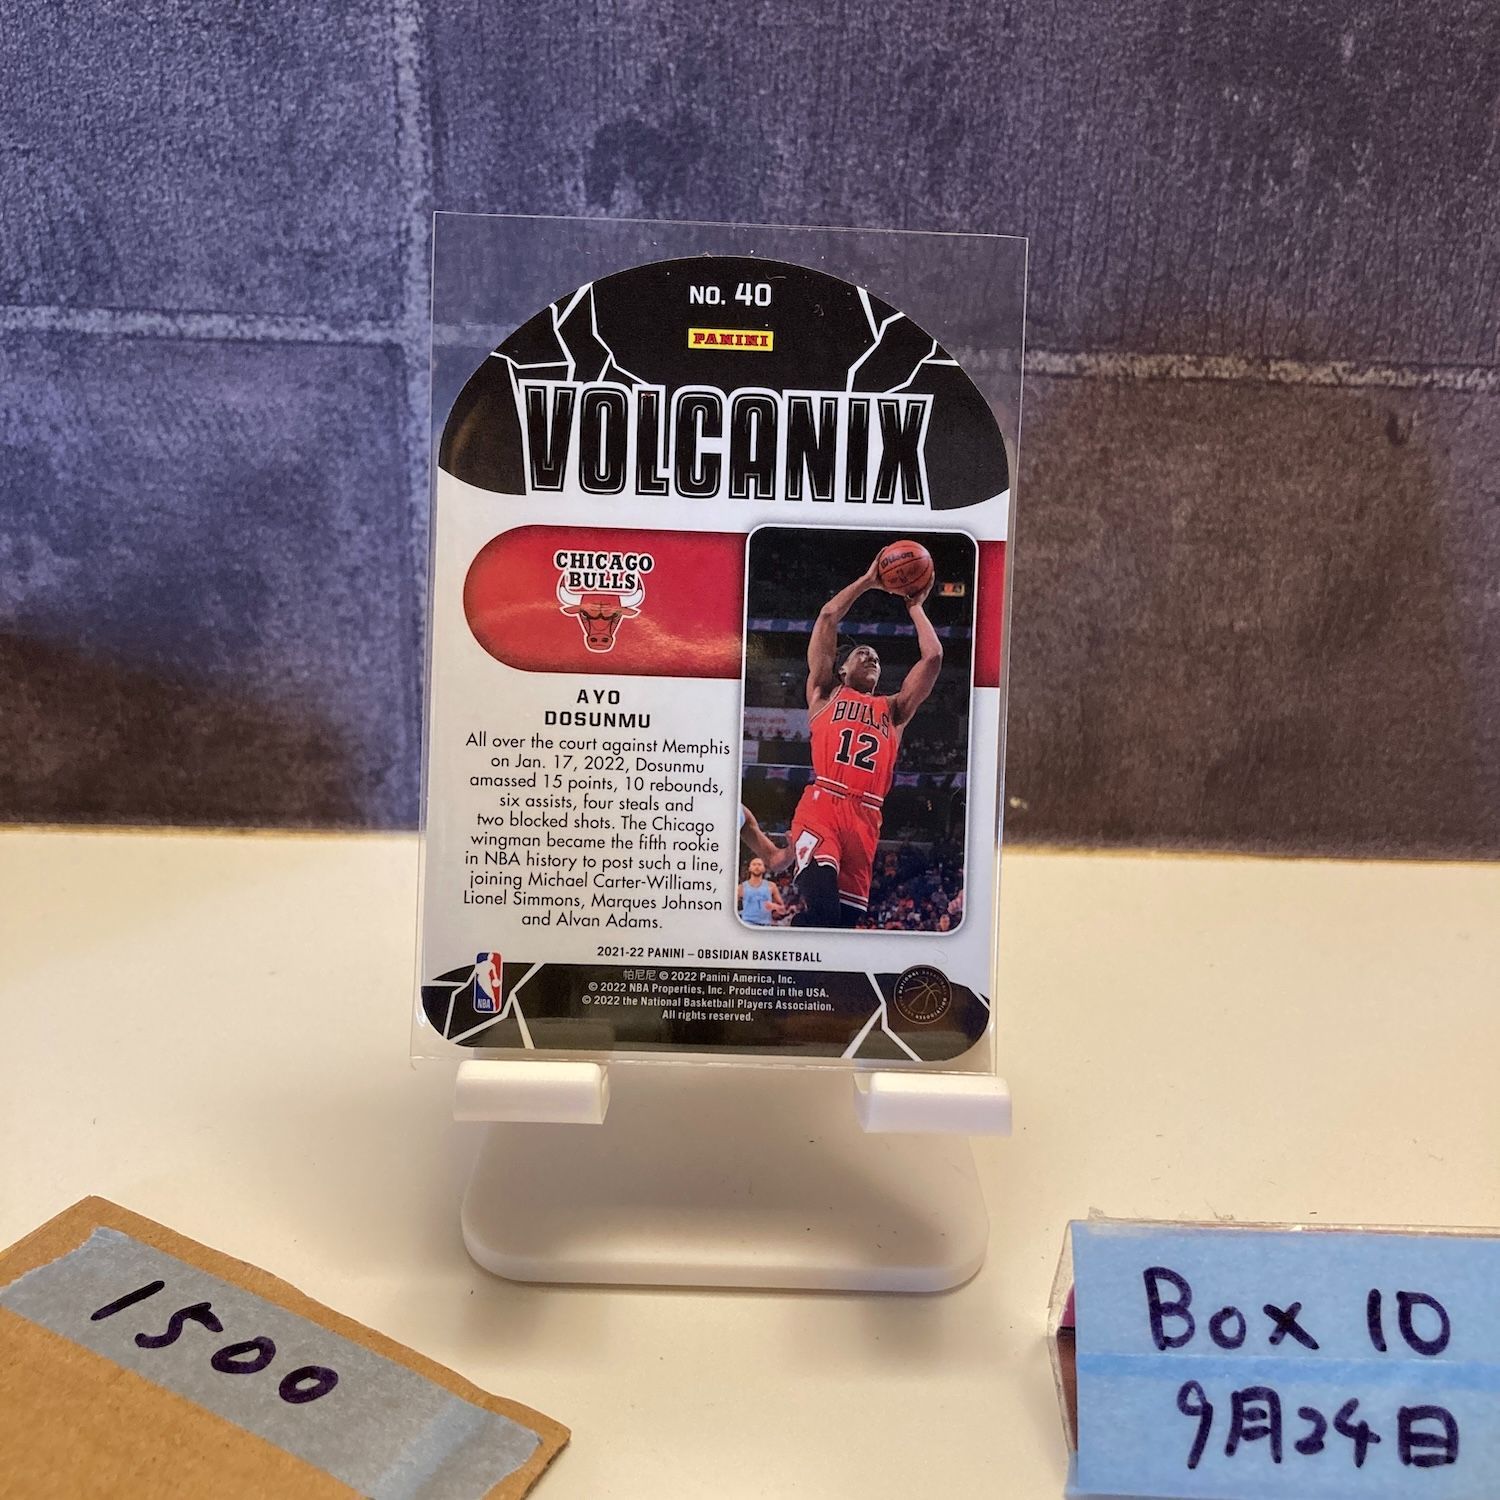 NO. 40
PANINI
VOLCANIX
CHICAGO
BULLS
Wilson
BULLS
12
AYO
DOSUNMU
All over the court against Memphis
on Jan. 17, 2022, Dosunmu
amassed 15 points, 10 rebounds,
six assists, four steals and
two blocked shots. The Chicago
wingman became the fifth rookie
in NBA history to post such a line,
joining Michael Carter-Williams,
Lionel Simmons, Marques Johnson
and Alvan Adams.
2021-22 PANINI – OBSIDIAN BASKETBALL
NBA
帕尼尼 © 2022 Panini America, Inc.
© 2022 NBA Properties, Inc. Produced in the USA.
© 2022 the National Basketball Players Association.
All rights reserved.
1500
Box 10
9月24日